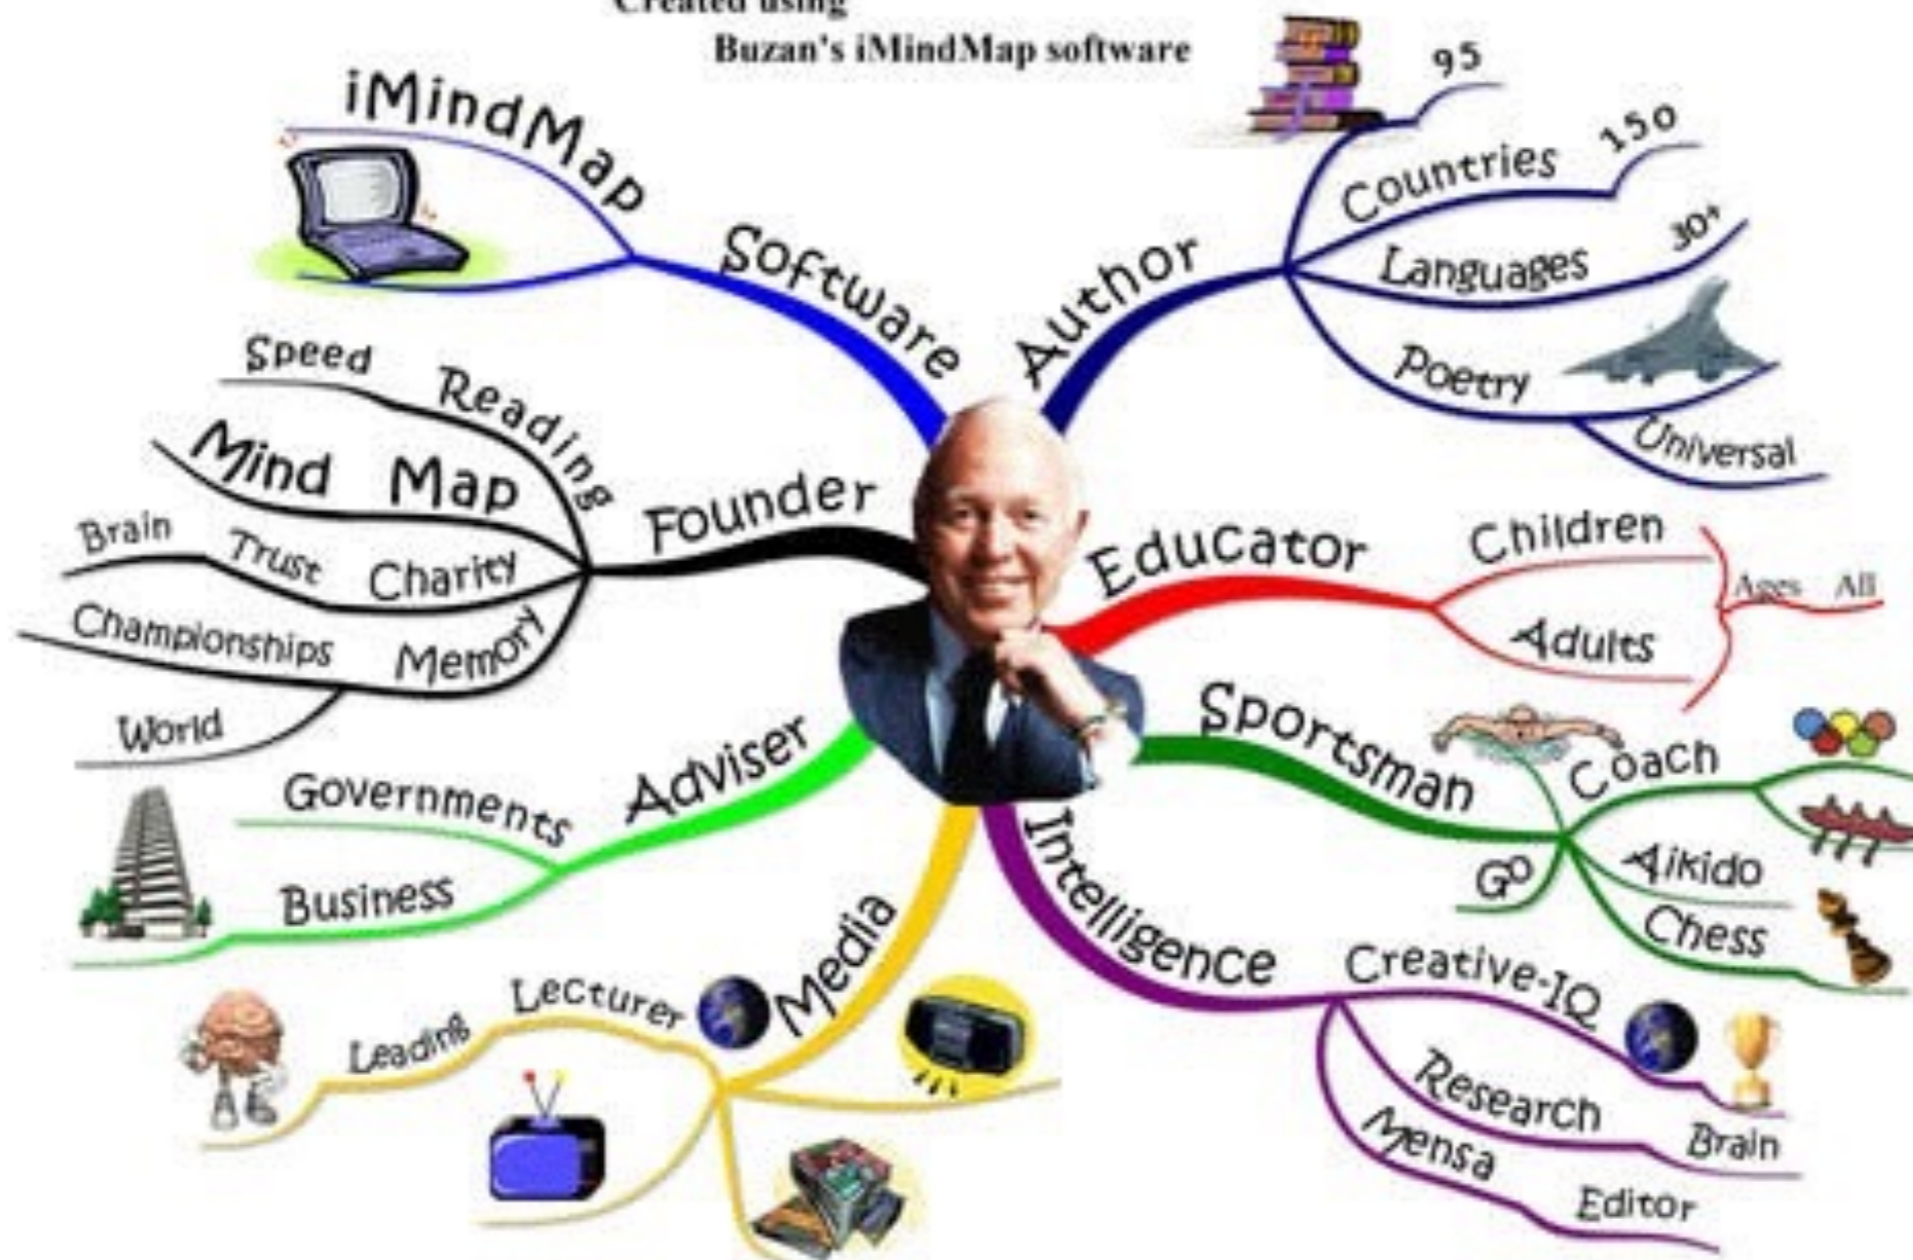 Created using
Buzan's iMindMap software
iMindMap
Software
Author
95
Countries 150
Languages 30+
Poetry
Universal
Speed Reading
Mind Map
Brain Trust Charity
Championships Memory
World
Founder
Educator
Children
Adults
Ages All
Adviser
Governments
Business
Sportsman
Coach
Aikido
Chess
Go
Media
Lecturer
Leading
Intelligence
Creative-IQ
Research
Brain
Mensa
Editor